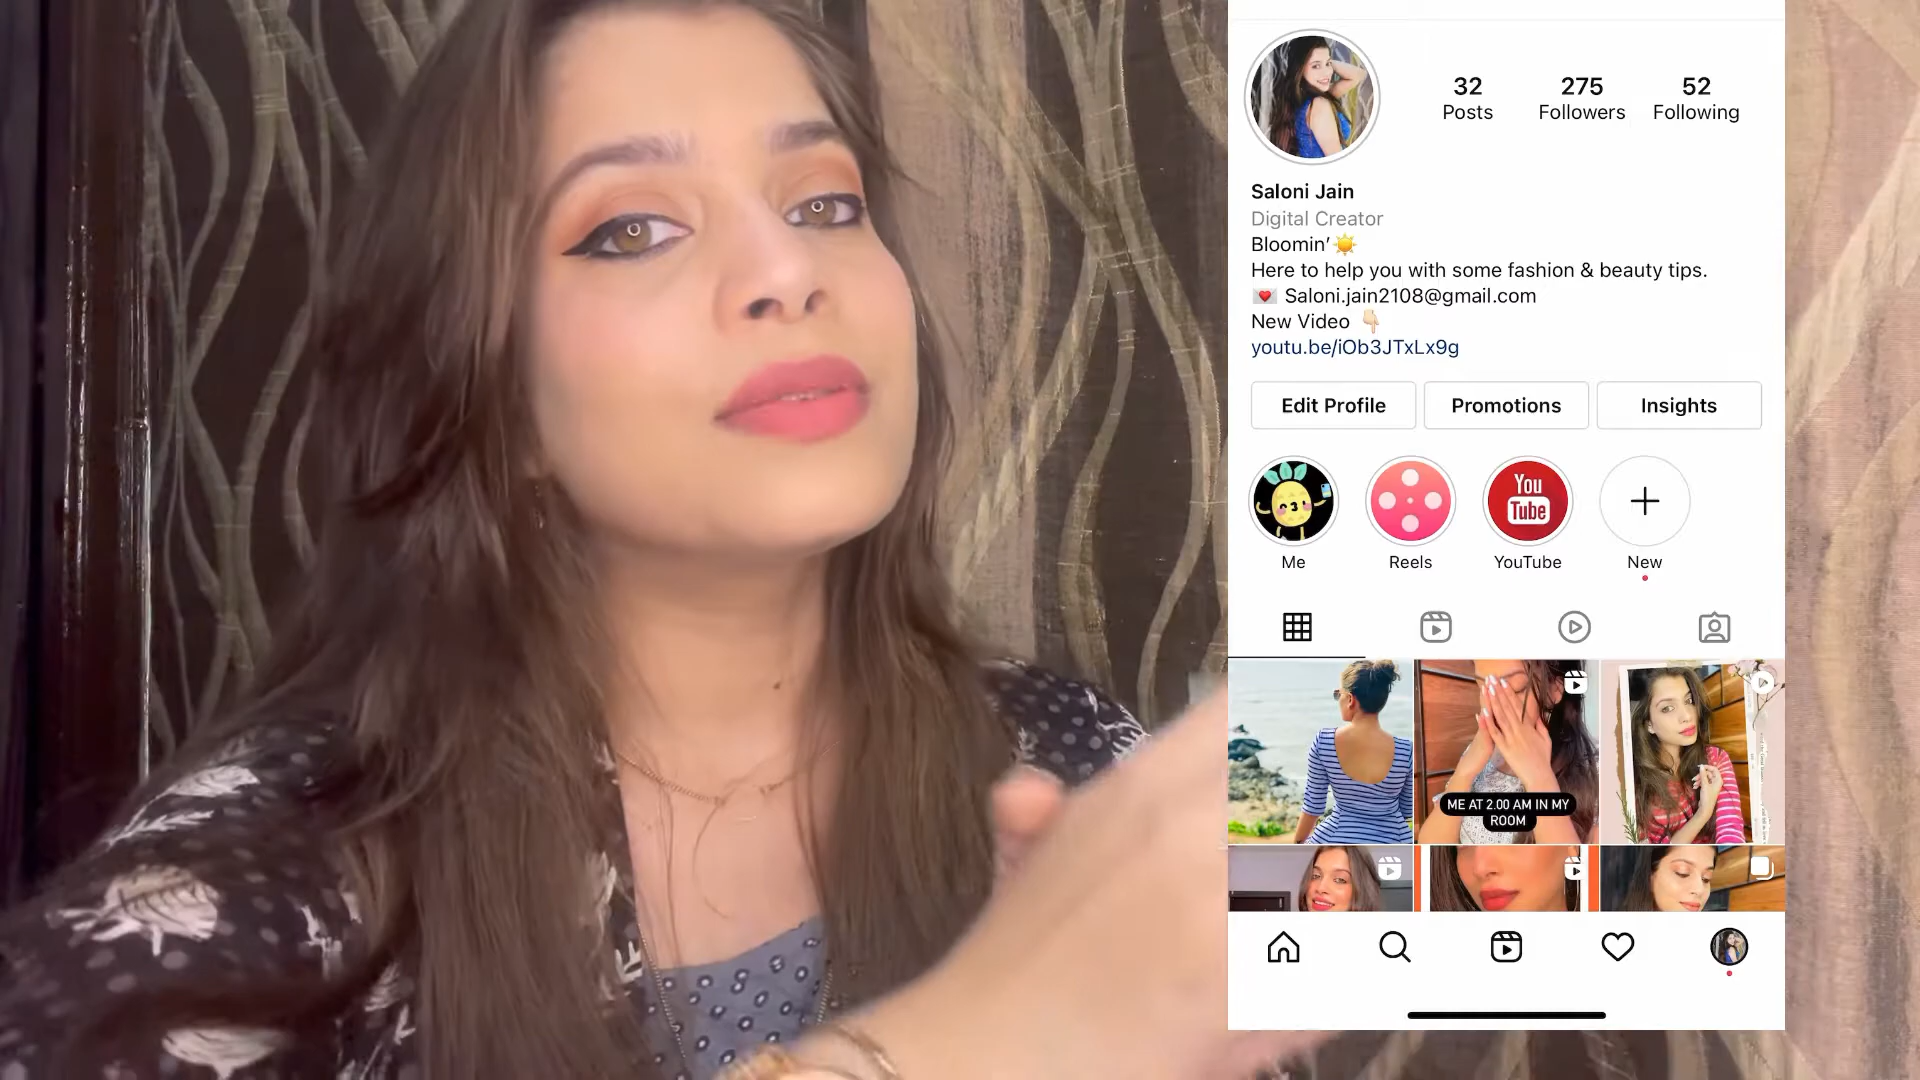 32
Posts
275
Followers
52
Following
Saloni Jain
Digital Creator
Bloomin'☀️
Here to help you with some fashion & beauty tips.
💌 Saloni.jain2108@gmail.com
New Video 👇🏻
youtu.be/iOb3JTxLx9g
Edit Profile
Promotions
Insights
You
Tube
Me
Reels
YouTube
New
ME AT 2.00 AM IN MY
ROOM